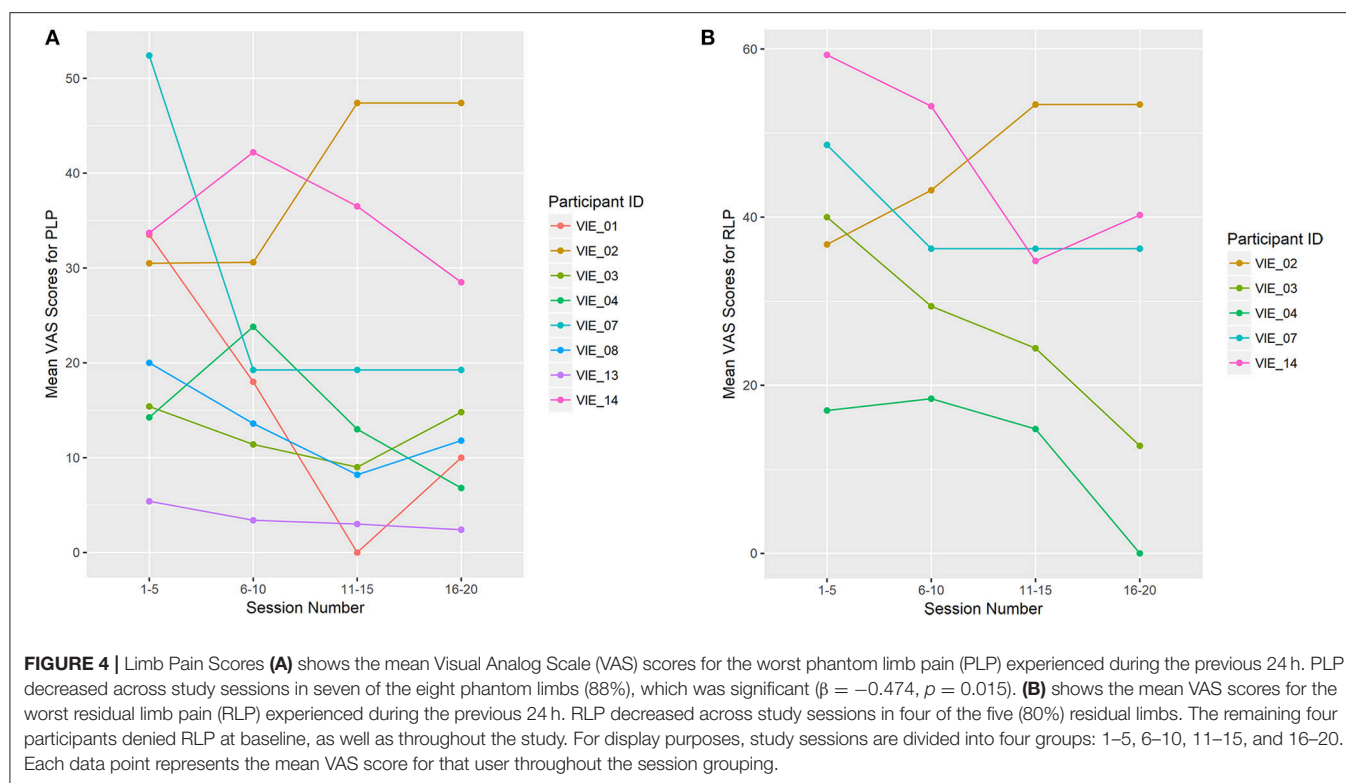 A
Mean VAS Scores for PLP
50
40
30
20
10
0
1-5
6-10
11-15
16-20
Session Number
Participant ID
VIE_01
VIE_02
VIE_03
VIE_04
VIE_07
VIE_08
VIE_13
VIE_14
B
Mean VAS Scores for RLP
60
40
20
0
1-5
6-10
11-15
16-20
Session Number
Participant ID
VIE_02
VIE_03
VIE_04
VIE_07
VIE_14
FIGURE 4 | Limb Pain Scores (A) shows the mean Visual Analog Scale (VAS) scores for the worst phantom limb pain (PLP) experienced during the previous 24 h. PLP
decreased across study sessions in seven of the eight phantom limbs (88%), which was significant (β = −0.474, p = 0.015). (B) shows the mean VAS scores for the
worst residual limb pain (RLP) experienced during the previous 24 h. RLP decreased across study sessions in four of the five (80%) residual limbs. The remaining four
participants denied RLP at baseline, as well as throughout the study. For display purposes, study sessions are divided into four groups: 1–5, 6–10, 11–15, and 16–20.
Each data point represents the mean VAS score for that user throughout the session grouping.